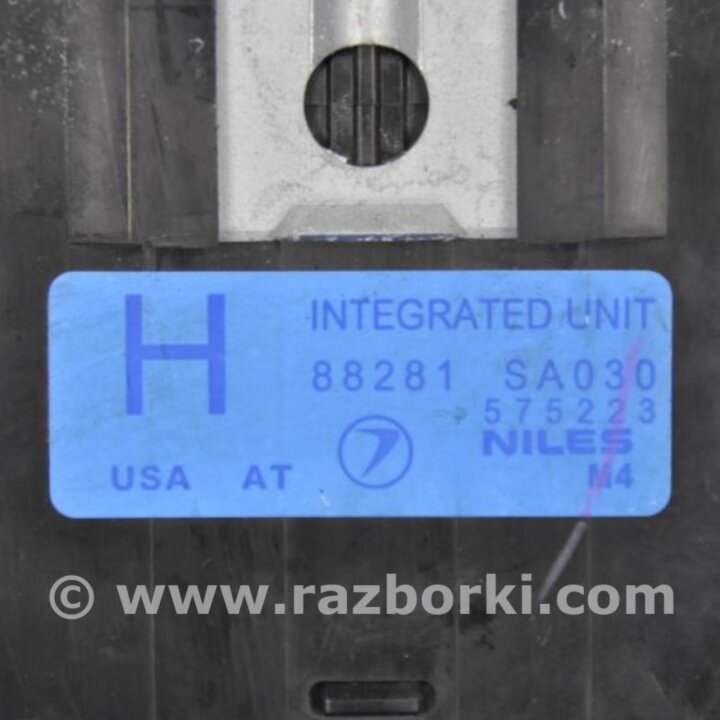 H
INTEGRATED UNIT
88281 SA030
575223
NILES
USA AT
M4
© www.razborki.com